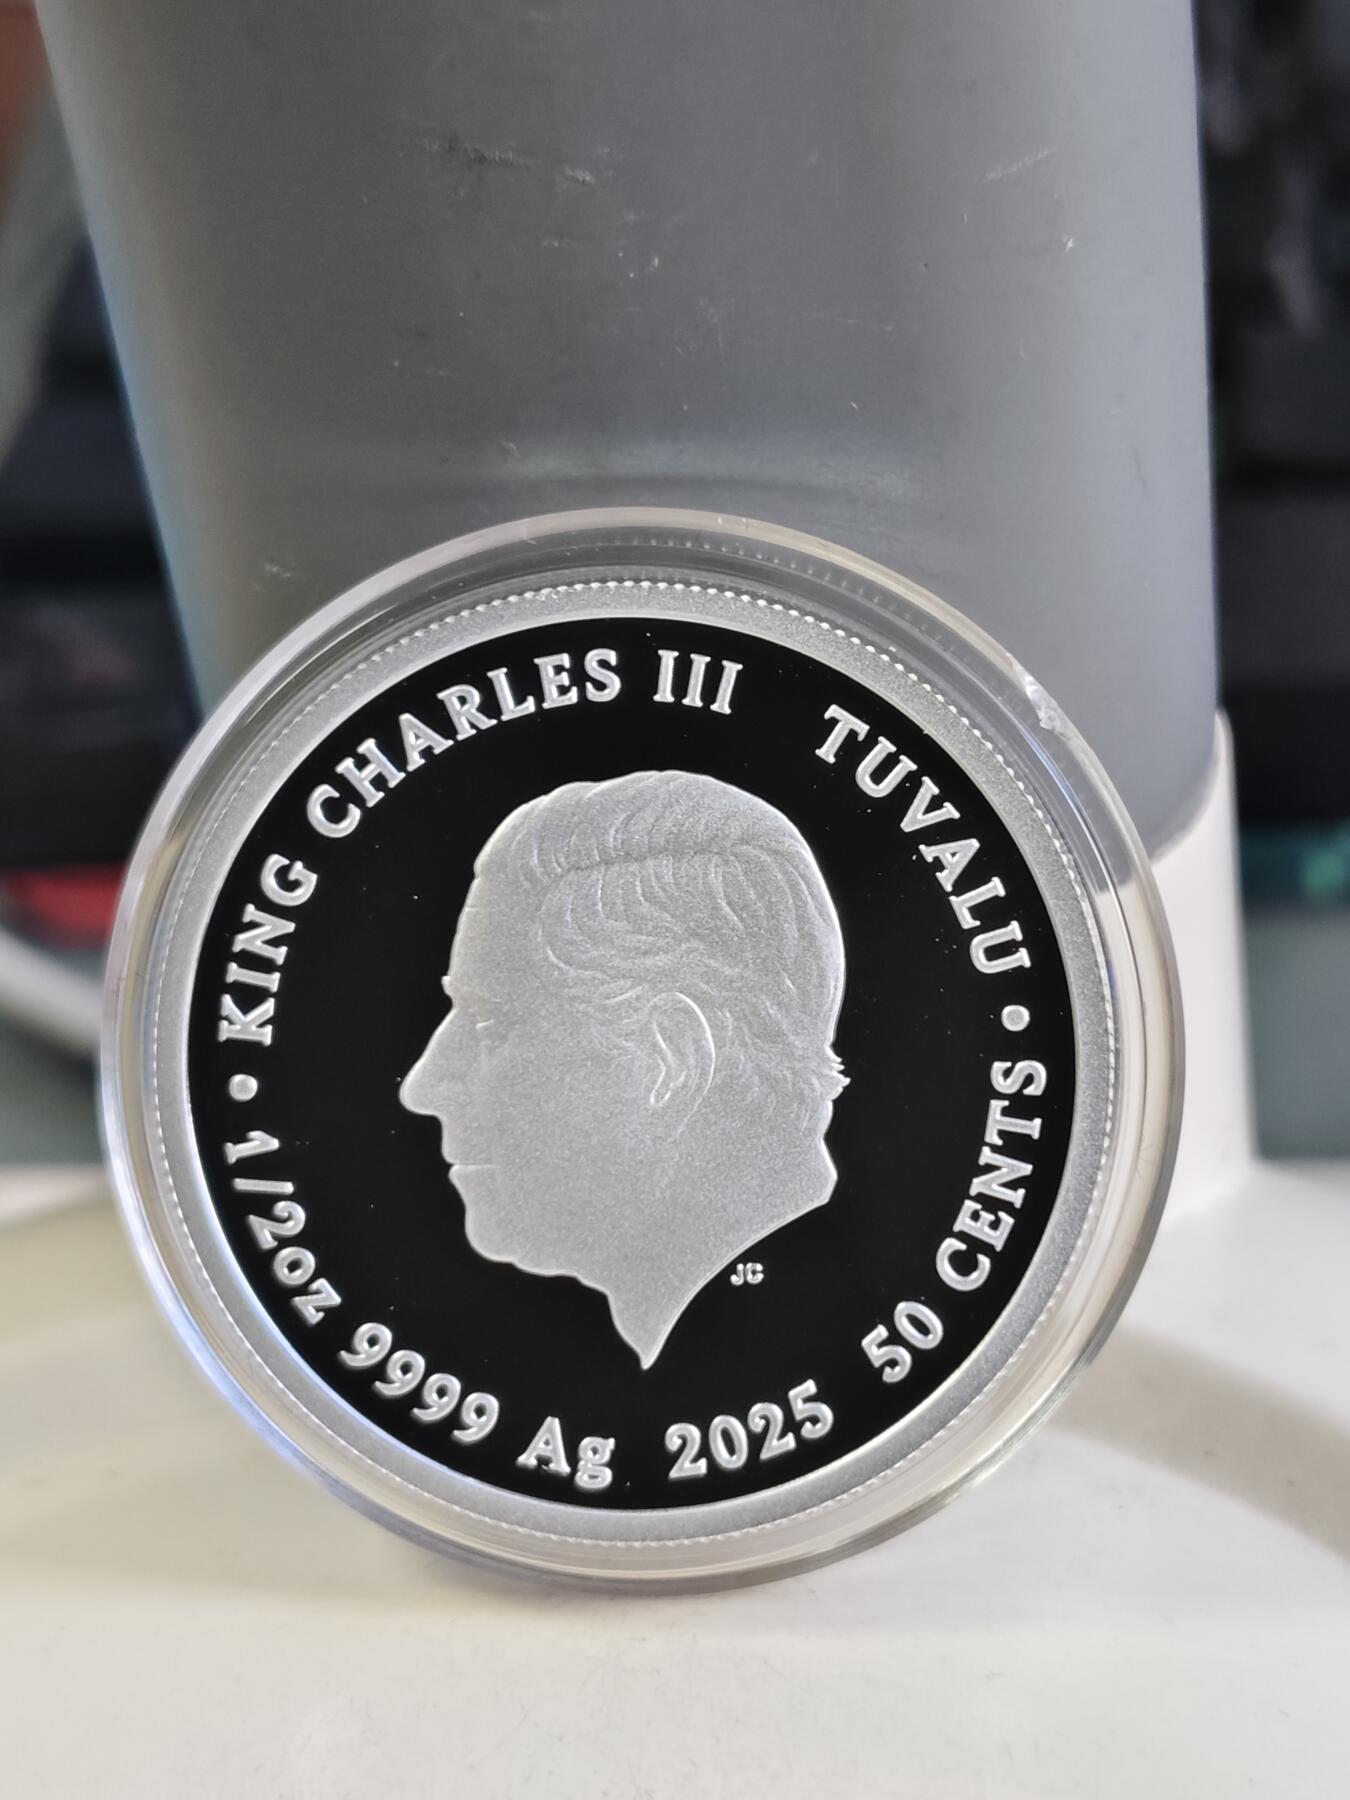 KING CHARLES III TUVALU • 50 CENTS
1/2oz 9999 Ag 2025
JC